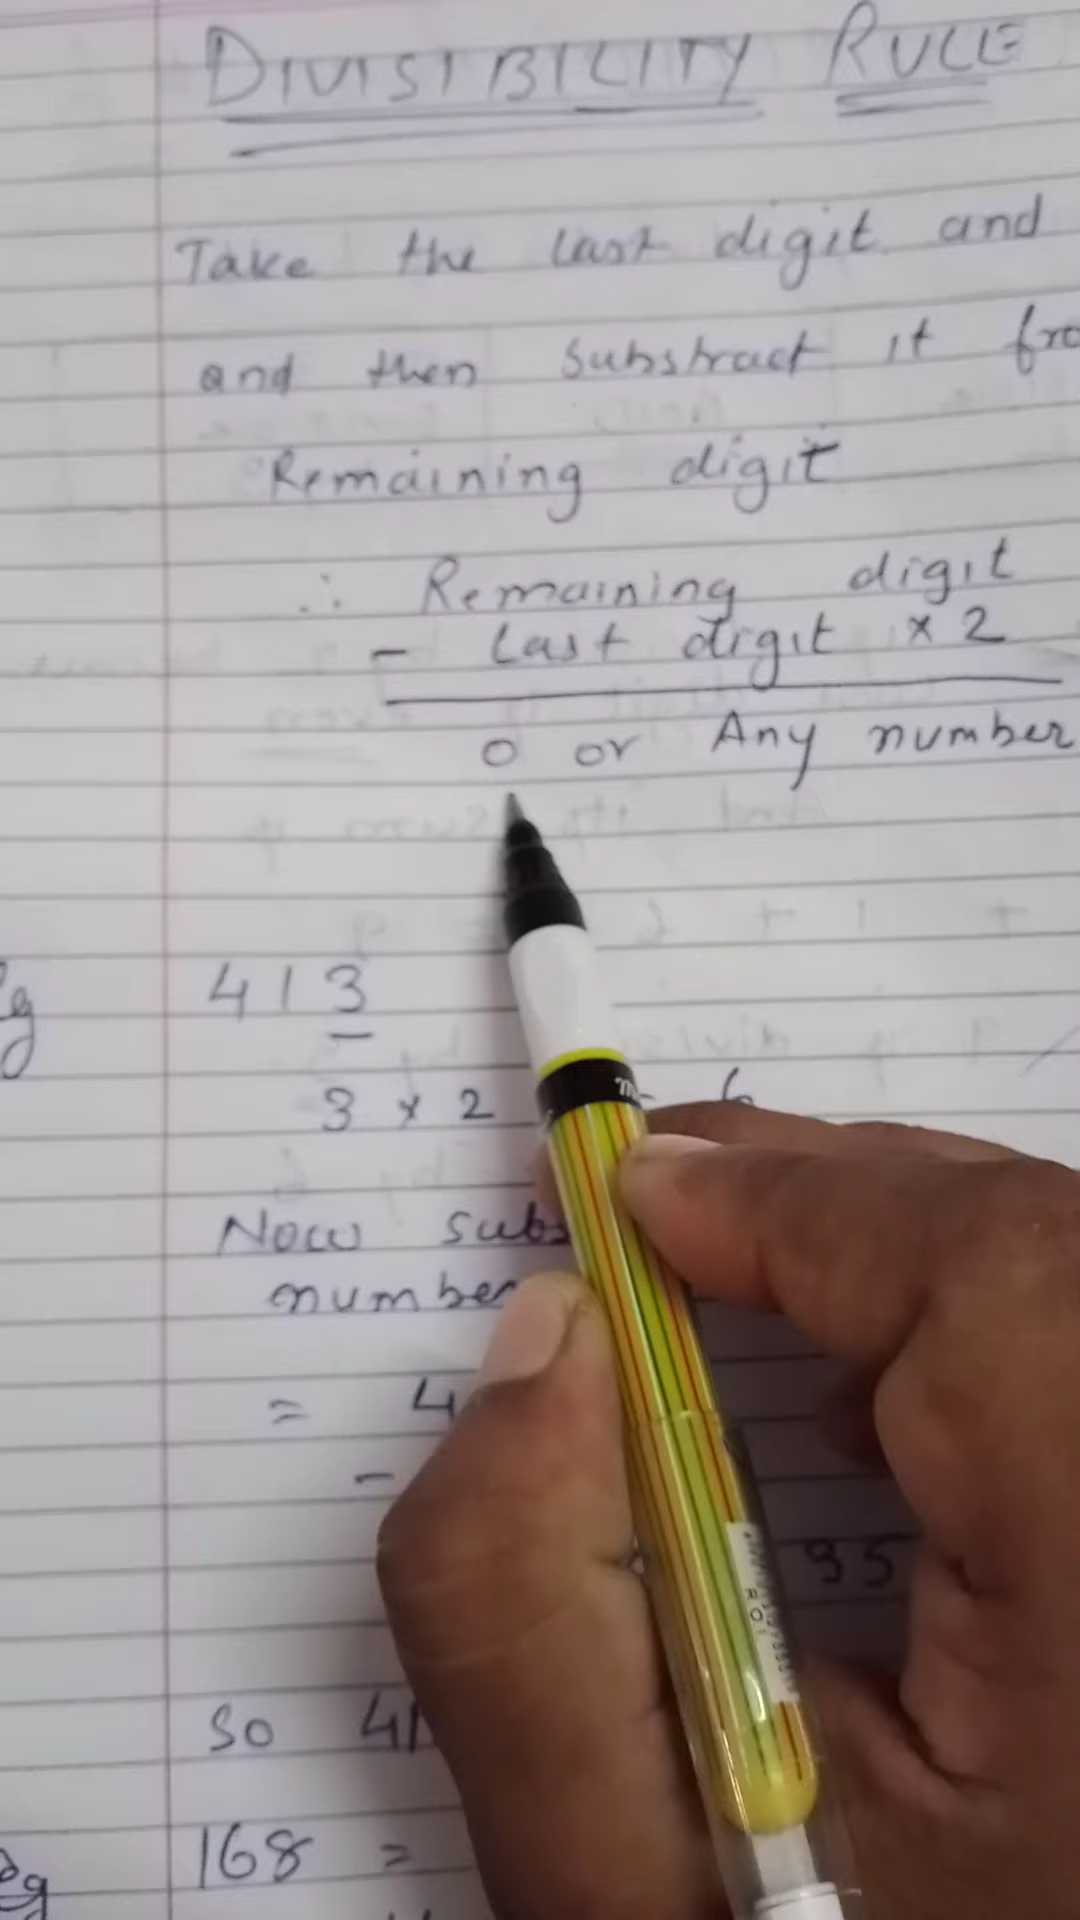 DIVISIBILITY RULE
Take the last digit and
and then Substract it fro
Remaining digit
∴ Remaining digit
- Last digit × 2
0 or Any number
Eg 413
3 × 2 = 6
Now subs
number
= 4
-
35
So 41
168 =